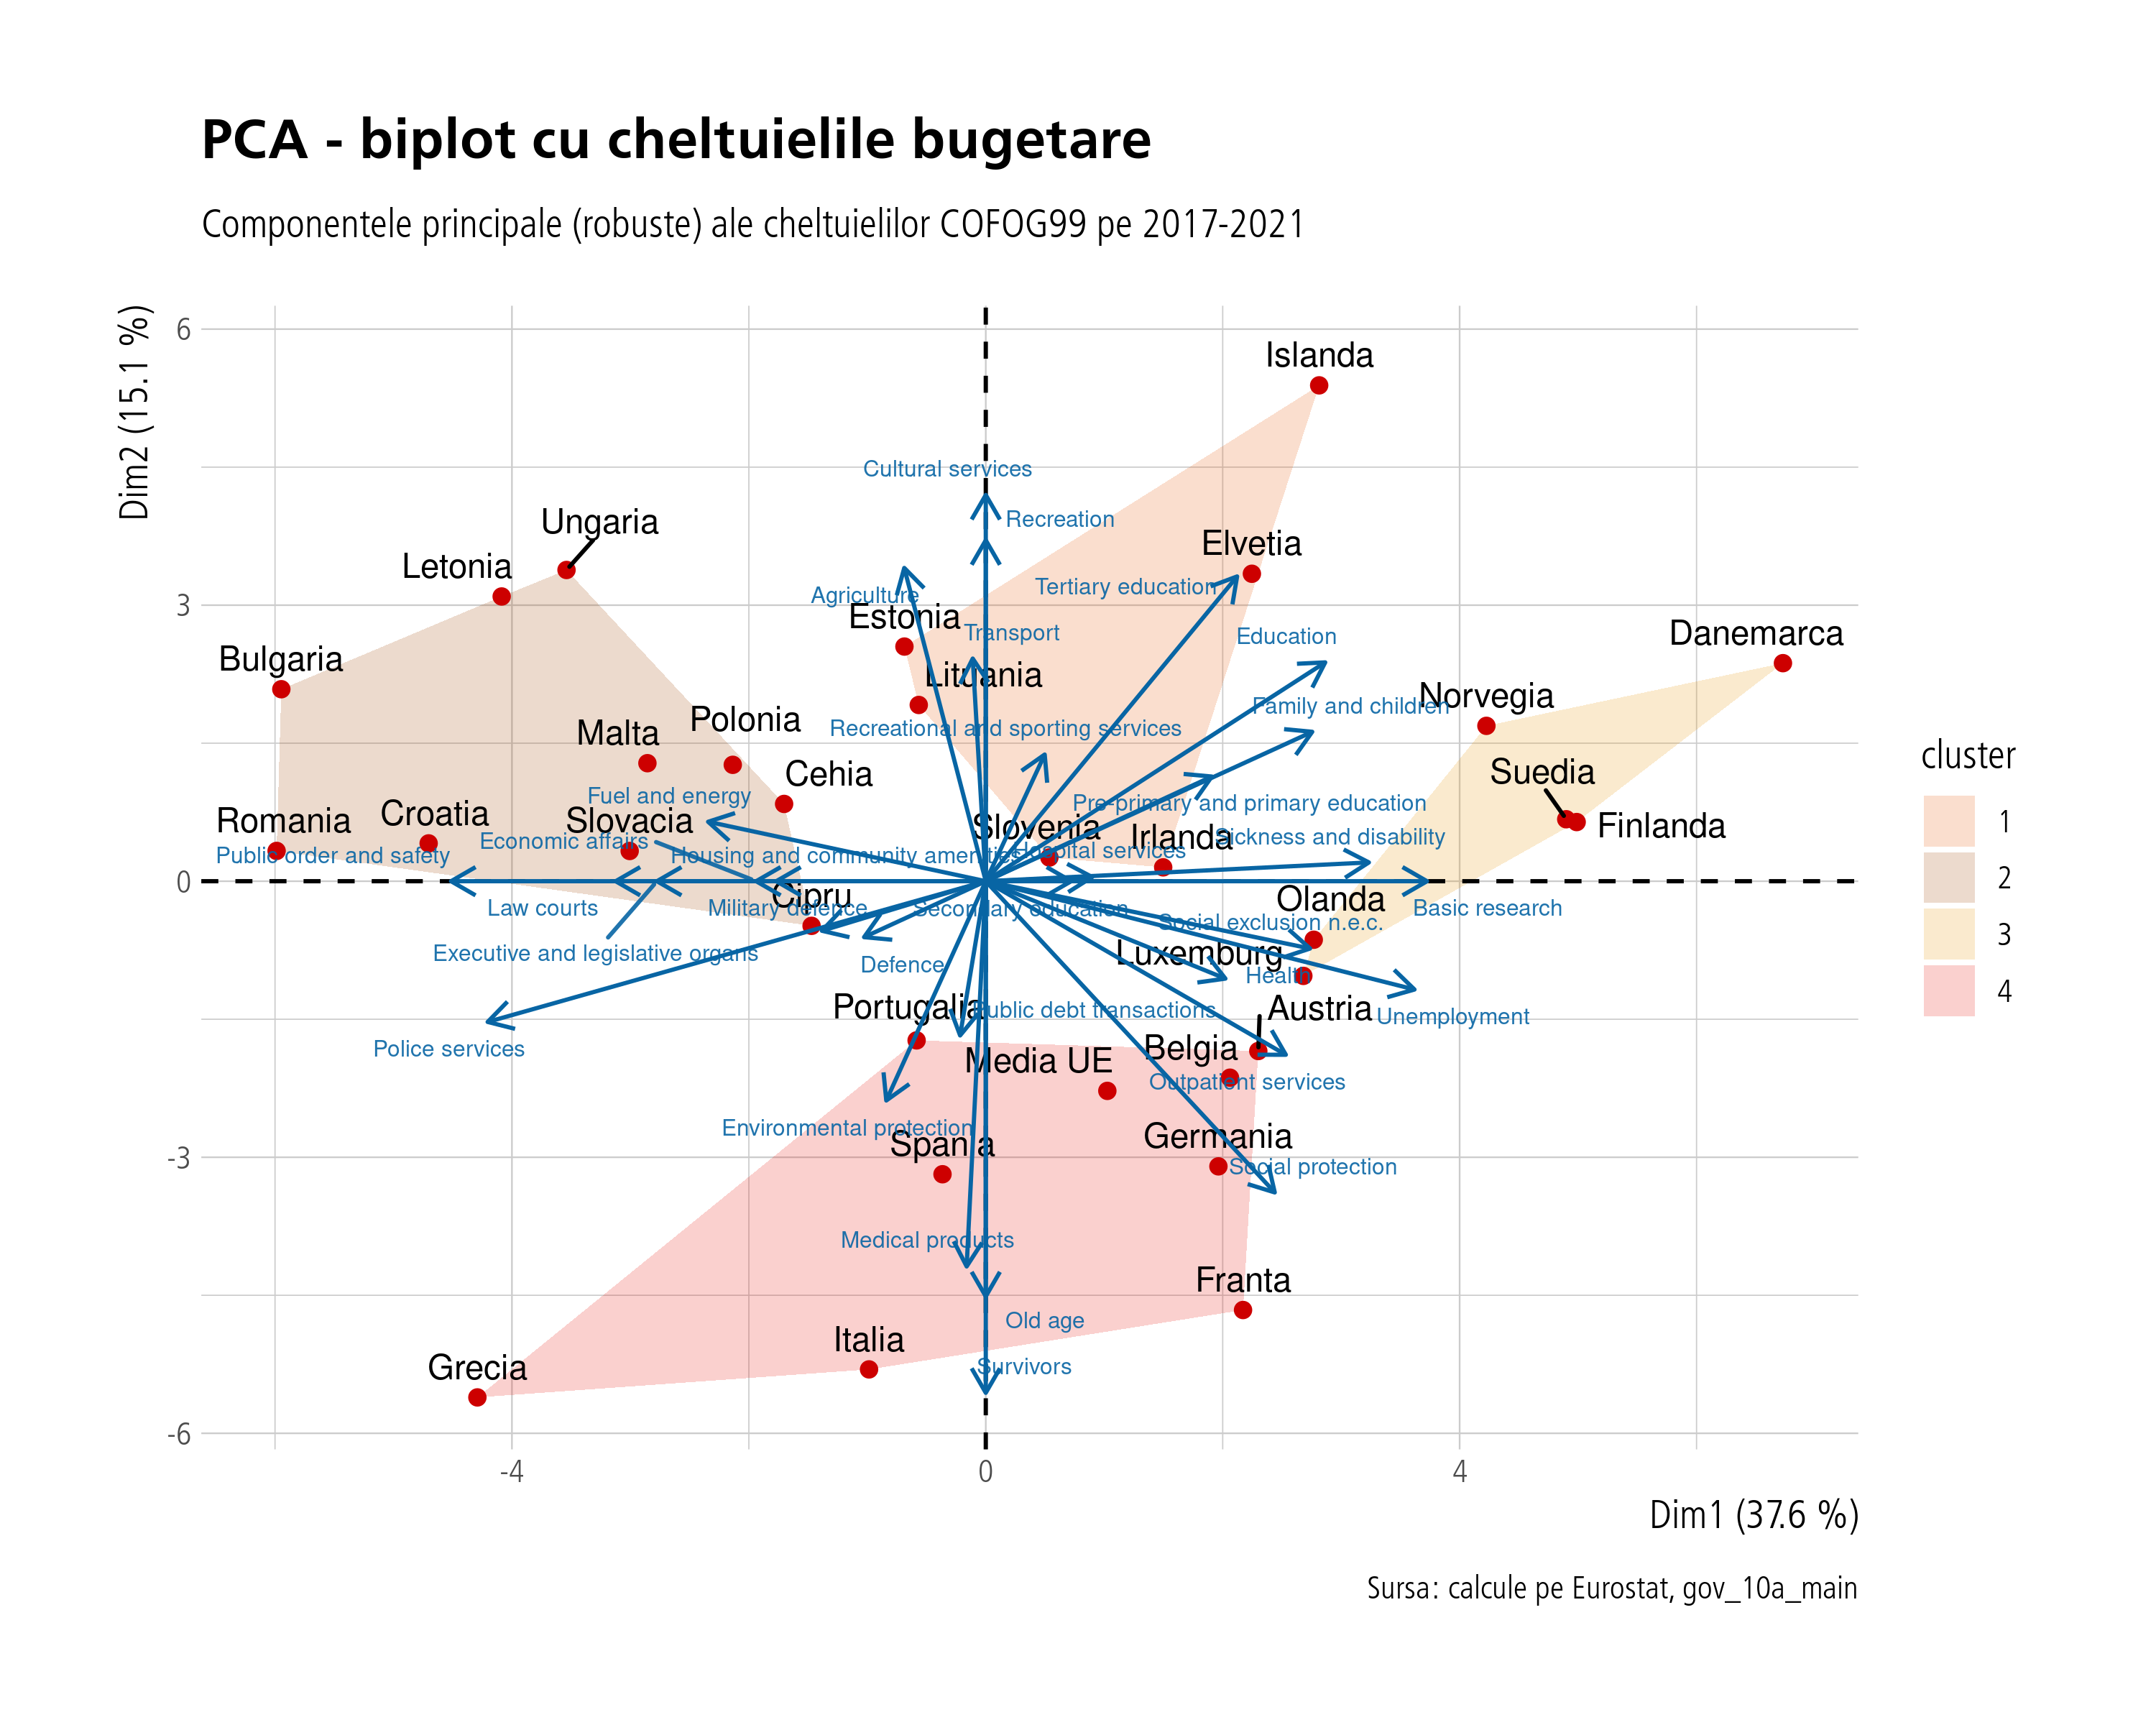 PCA - biplot cu cheltuielile bugetare
Componentele principale (robuste) ale cheltuielilor COFOG99 pe 2017-2021
Dim2 (15.1 %)
6
3
0
-3
-6
Islanda
Cultural services
Recreation
Ungaria
Elvetia
Letonia
Tertiary education
Agriculture
Estonia
Transport
Education
Danemarca
Bulgaria
Lituania
Norvegia
Family and children
Polonia
Recreational and sporting services
Malta
Cehia
Suedia
Fuel and energy
Pre-primary and primary education
Romania
Croatia
Slovacia
Slovenia
Irlanda
Finlanda
Economic affairs
Sickness and disability
Public order and safety
Housing and community amenities
Hospital services
Cipru
Olanda
Law courts
Military defence
Secondary education
Basic research
Social exclusion n.e.c.
Executive and legislative organs
Luxemburg
Defence
Health
Portugalia
Public debt transactions
Austria
Unemployment
Police services
Media UE
Belgia
Outpatient services
Environmental protection
Spania
Germania
Social protection
Medical products
Franta
Old age
Italia
Grecia
Survivors
-4
0
4
Dim1 (37.6 %)
cluster
1
2
3
4
Sursa: calcule pe Eurostat, gov_10a_main